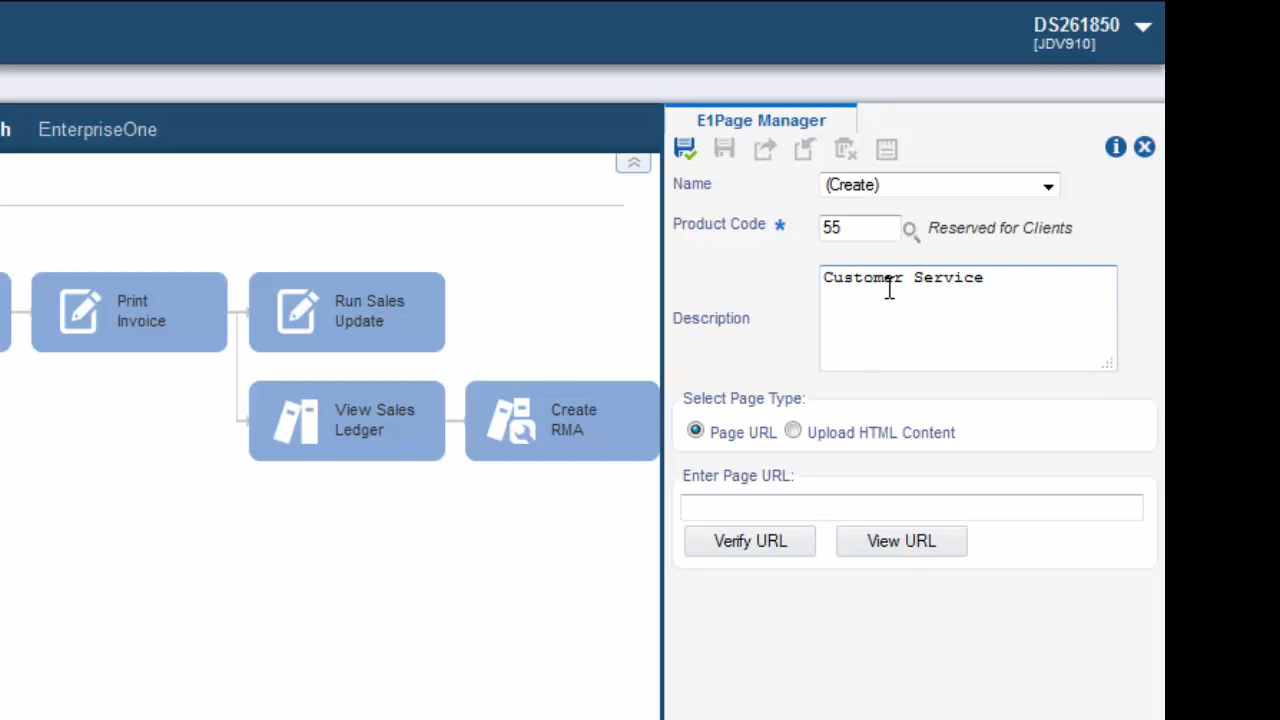 DS261850
[JDV910]
h EnterpriseOne
E1Page Manager
Name (Create)
Product Code * 55 Reserved for Clients
Customer Service
Description
Print
Invoice
Run Sales
Update
View Sales
Ledger
Create
RMA
Select Page Type:
Page URL Upload HTML Content
Enter Page URL:
Verify URL View URL